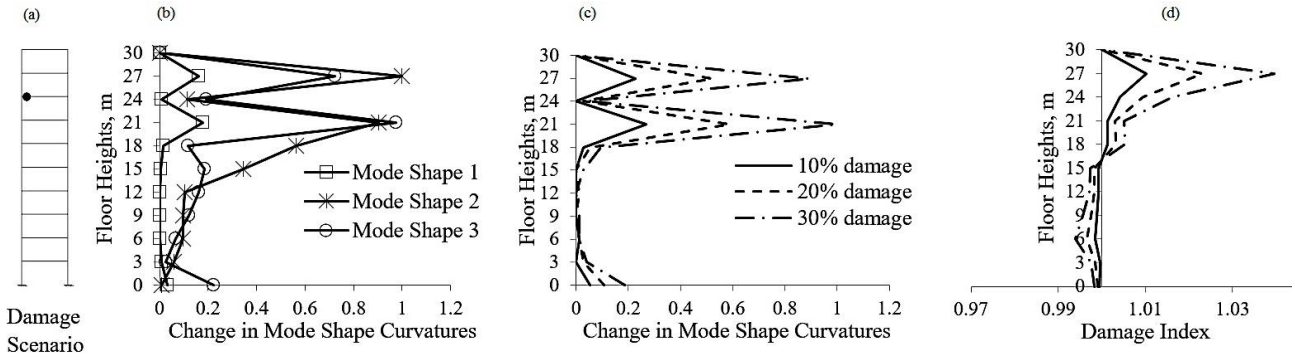 (a)
Damage
Scenario
(b)
Floor Heights, m
30
27
24
21
18
15
12
9
6
3
0
Mode Shape 1
Mode Shape 2
Mode Shape 3
0 0.2 0.4 0.6 0.8 1 1.2
Change in Mode Shape Curvatures
(c)
Floor Heights, m
30
27
24
21
18
15
12
9
6
3
0
10% damage
20% damage
30% damage
0 0.2 0.4 0.6 0.8 1 1.2
Change in Mode Shape Curvatures
(d)
Floor Heights, m
30
27
24
21
18
15
12
9
6
3
0
0.97 0.99 1.01 1.03
Damage Index